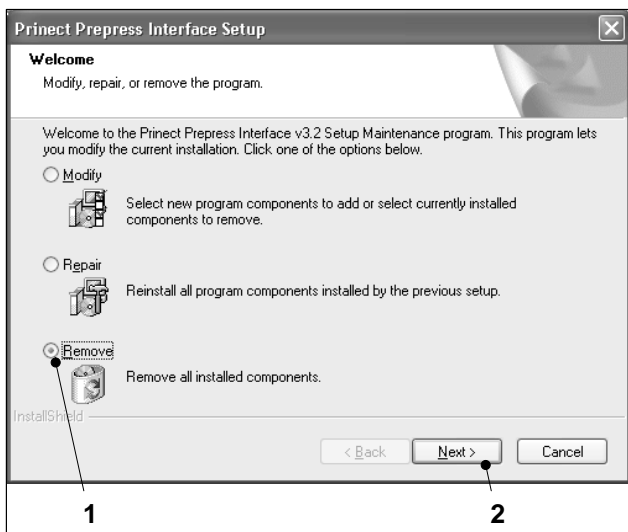 Prinect Prepress Interface Setup
Welcome
Modify, repair, or remove the program.
Welcome to the Prinect Prepress Interface v3.2 Setup Maintenance program. This program lets
you modify the current installation. Click one of the options below.
Modify
Select new program components to add or select currently installed
components to remove.
Repair
Reinstall all program components installed by the previous setup.
Remove
Remove all installed components.
InstallShield
< Back Next > Cancel
1 2